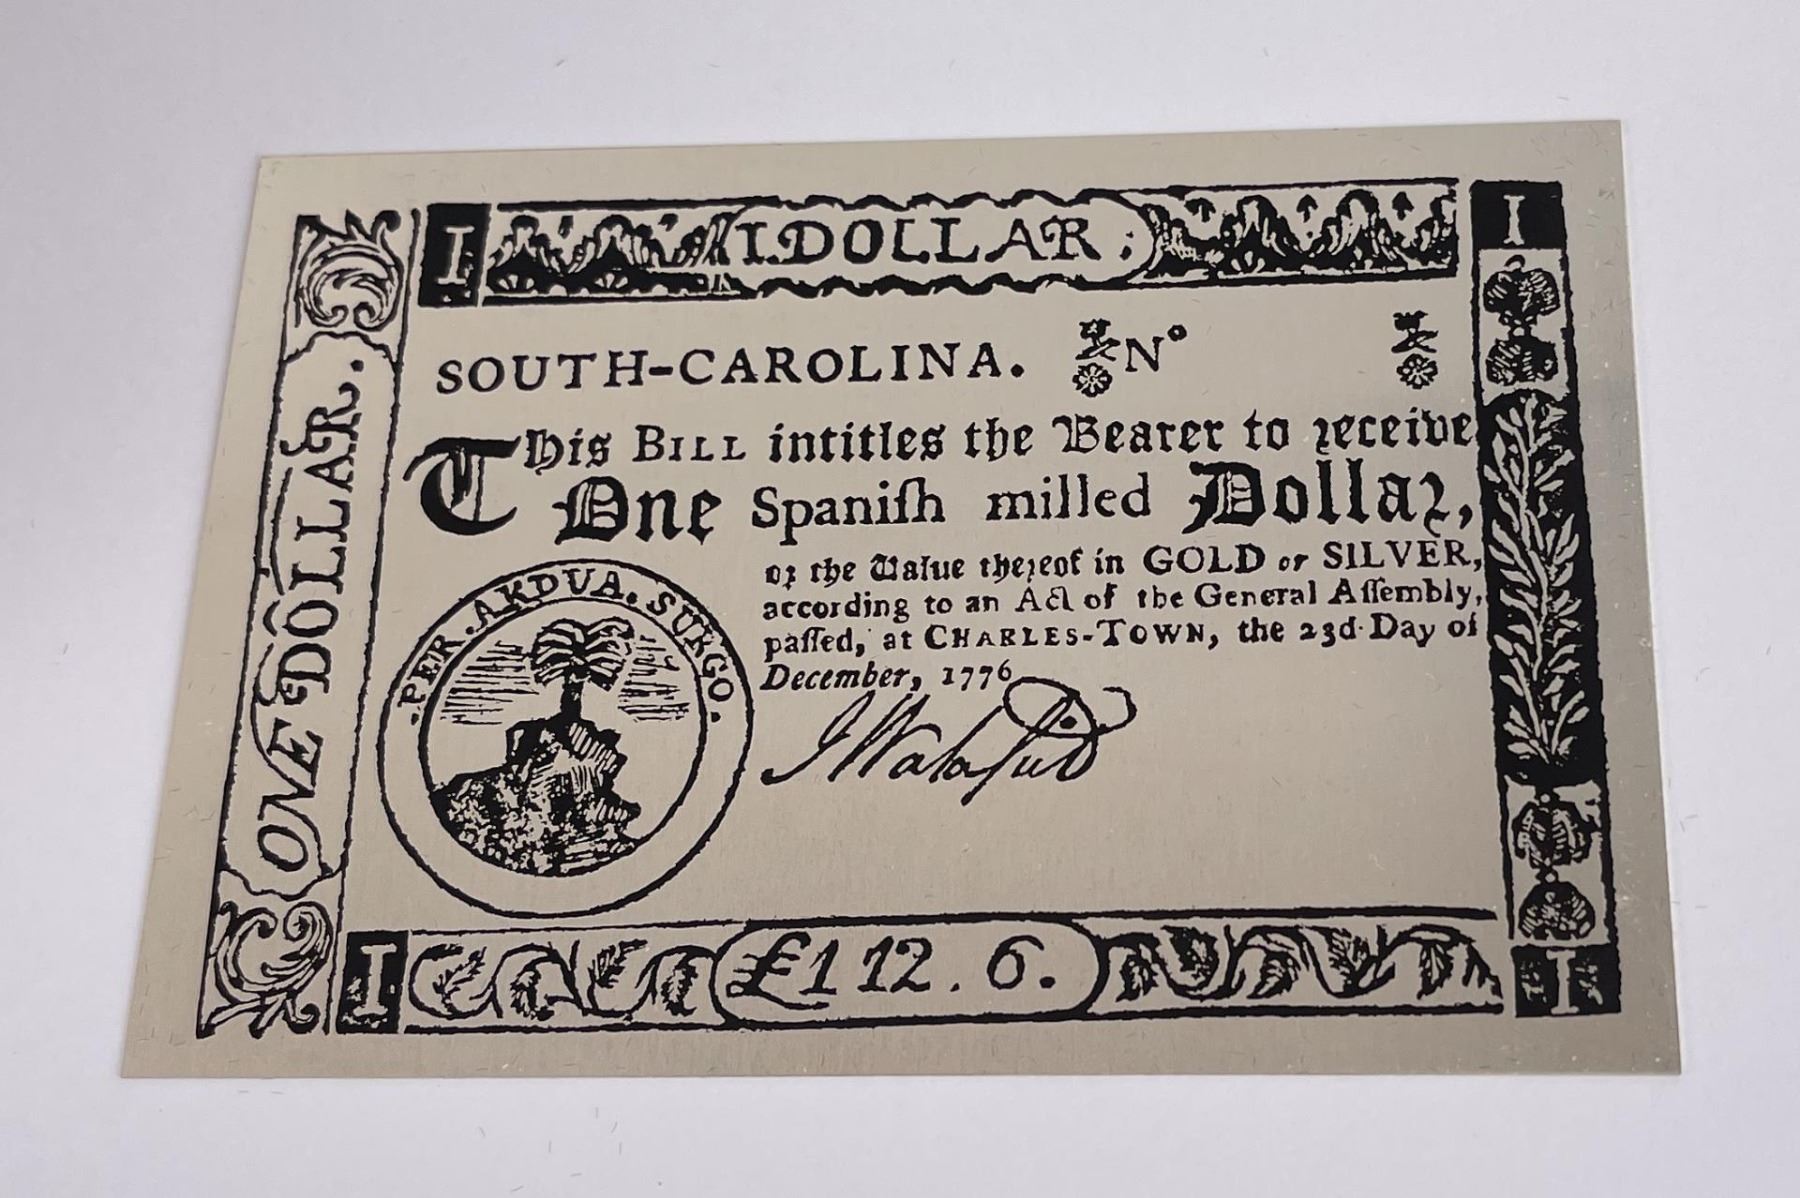 I I. DOLLAR. I
ONE DOLLAR.
SOUTH-CAROLINA. Nº
This BILL intitles the Bearer to receive
One Spaniſh milled Dollar,
or the Value thereof in GOLD or SILVER,
according to an Act of the General Aſſembly,
paſſed, at CHARLES-TOWN, the 23d Day of
December, 1776
PER. ARDVA. SURGO.
I £1 12. 6. I